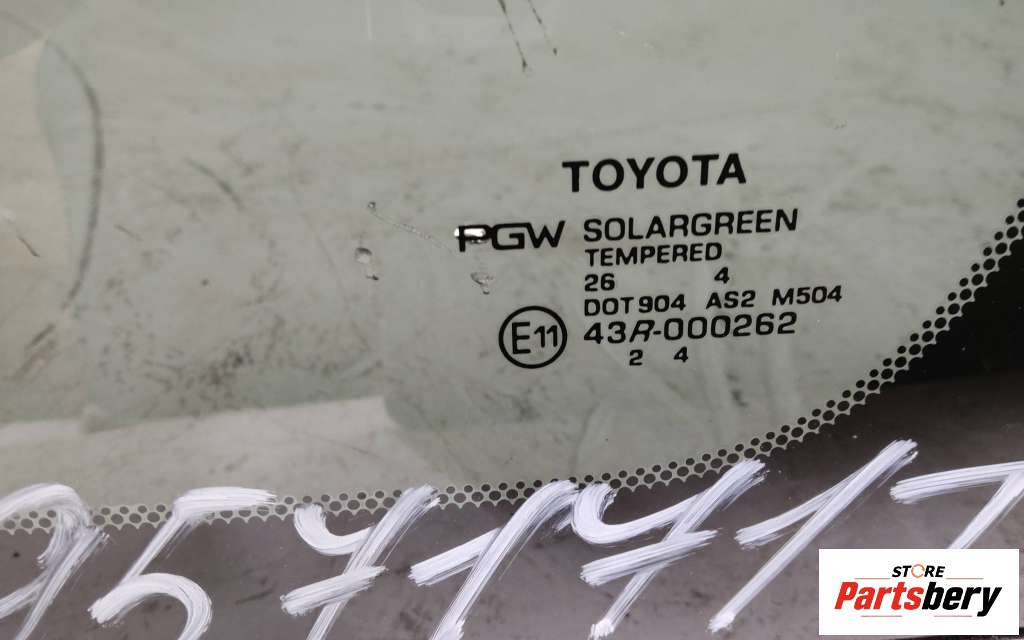 TOYOTA
PGW SOLARGREEN
TEMPERED
26 4
DOT904 AS2 M504
E11 43R-000262
2 4
STORE
Partsbery